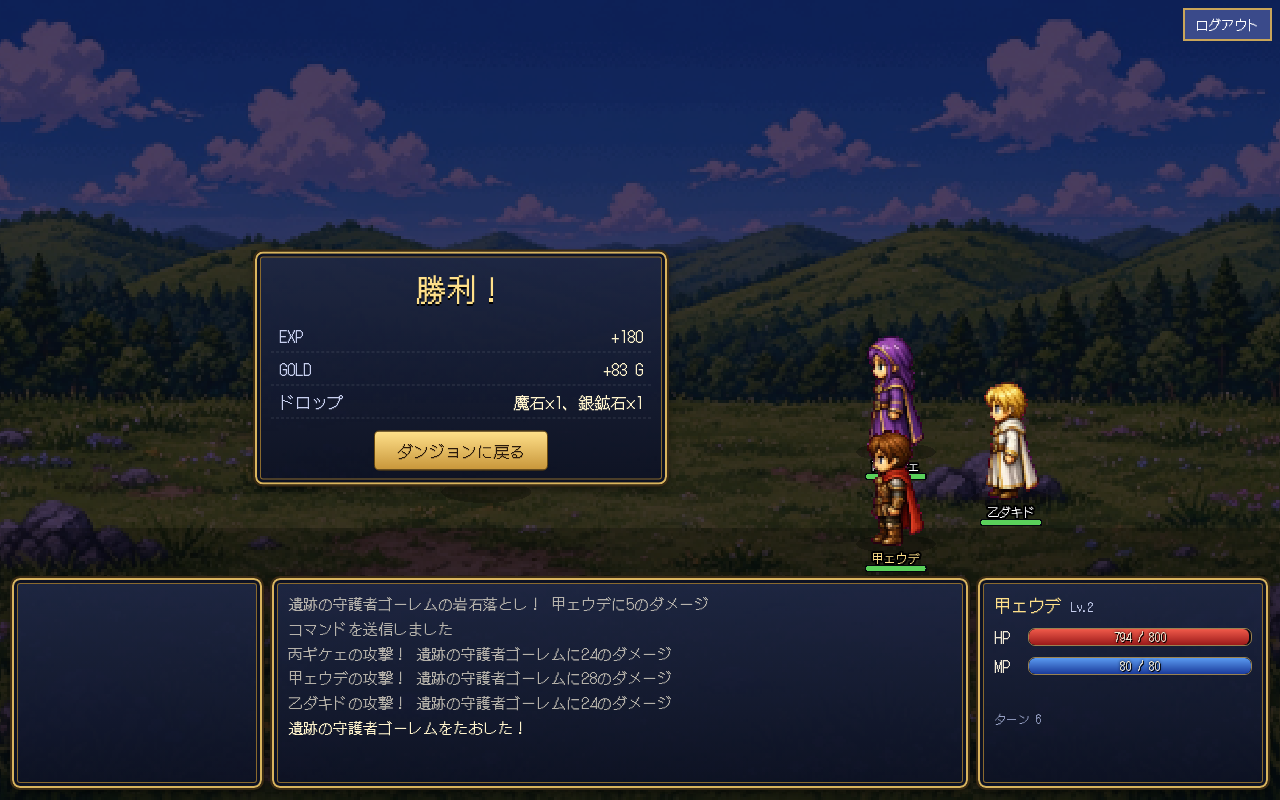 ログアウト
勝利！
EXP +180
GOLD +83 G
ドロップ 魔石x1、銀鉱石x1
ダンジョンに戻る
ェ
乙ダキド
甲ェウデ
遺跡の守護者ゴーレムの岩石落とし！ 甲ェウデに5のダメージ
コマンドを送信しました
丙ギケェの攻撃！ 遺跡の守護者ゴーレムに24のダメージ
甲ェウデの攻撃！ 遺跡の守護者ゴーレムに28のダメージ
乙ダキドの攻撃！ 遺跡の守護者ゴーレムに24のダメージ
遺跡の守護者ゴーレムをたおした！
甲ェウデ Lv.2
HP 794 / 800
MP 80 / 80
ターン 6